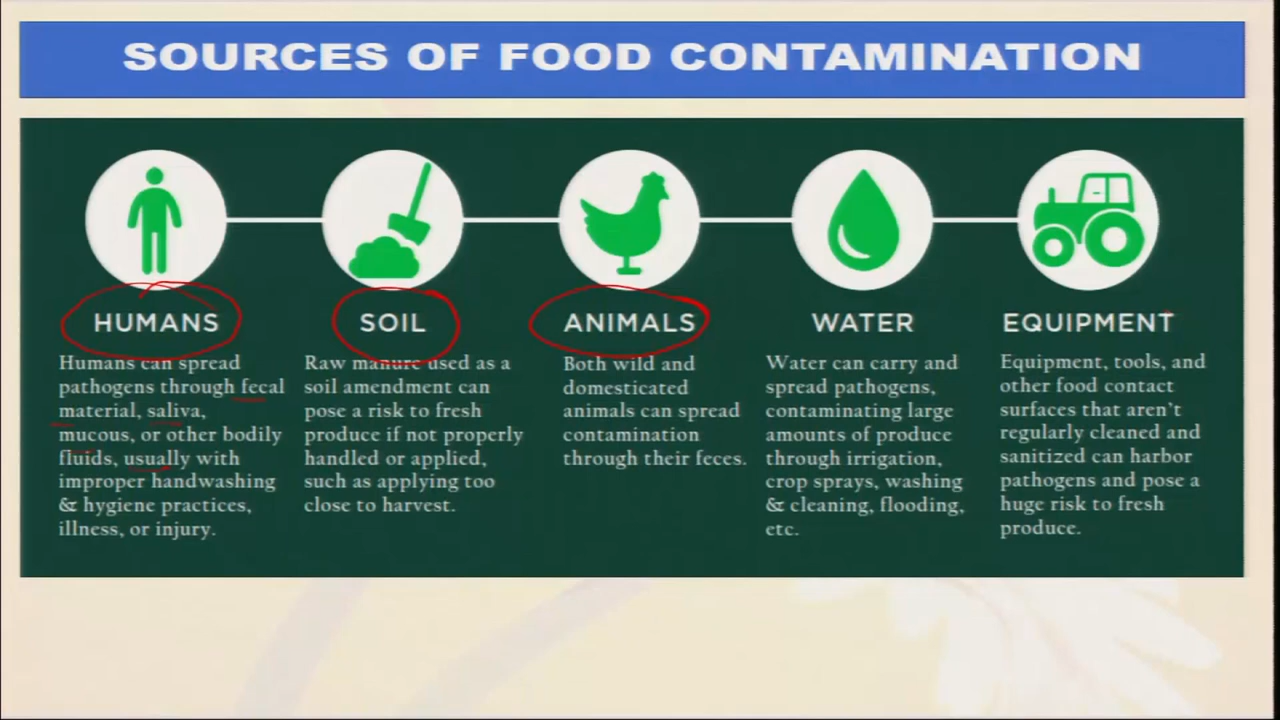 SOURCES OF FOOD CONTAMINATION
HUMANS
Humans can spread
pathogens through fecal
material, saliva,
mucous, or other bodily
fluids, usually with
improper handwashing
& hygiene practices,
illness, or injury.
SOIL
Raw manure used as a
soil amendment can
pose a risk to fresh
produce if not properly
handled or applied,
such as applying too
close to harvest.
ANIMALS
Both wild and
domesticated
animals can spread
contamination
through their feces.
WATER
Water can carry and
spread pathogens,
contaminating large
amounts of produce
through irrigation,
crop sprays, washing
& cleaning, flooding,
etc.
EQUIPMENT
Equipment, tools, and
other food contact
surfaces that aren't
regularly cleaned and
sanitized can harbor
pathogens and pose a
huge risk to fresh
produce.